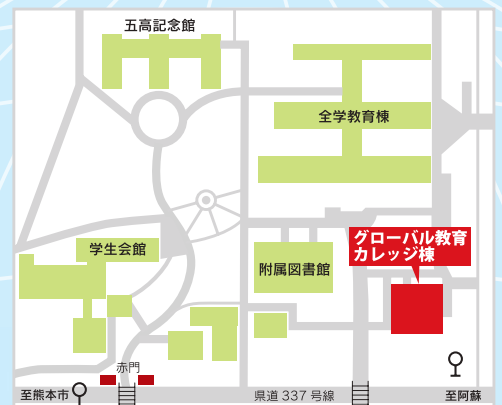 五高記念館
全学教育棟
グローバル教育
カレッジ棟
学生会館
附属図書館
赤門
至熊本市
県道 337 号線
至阿蘇